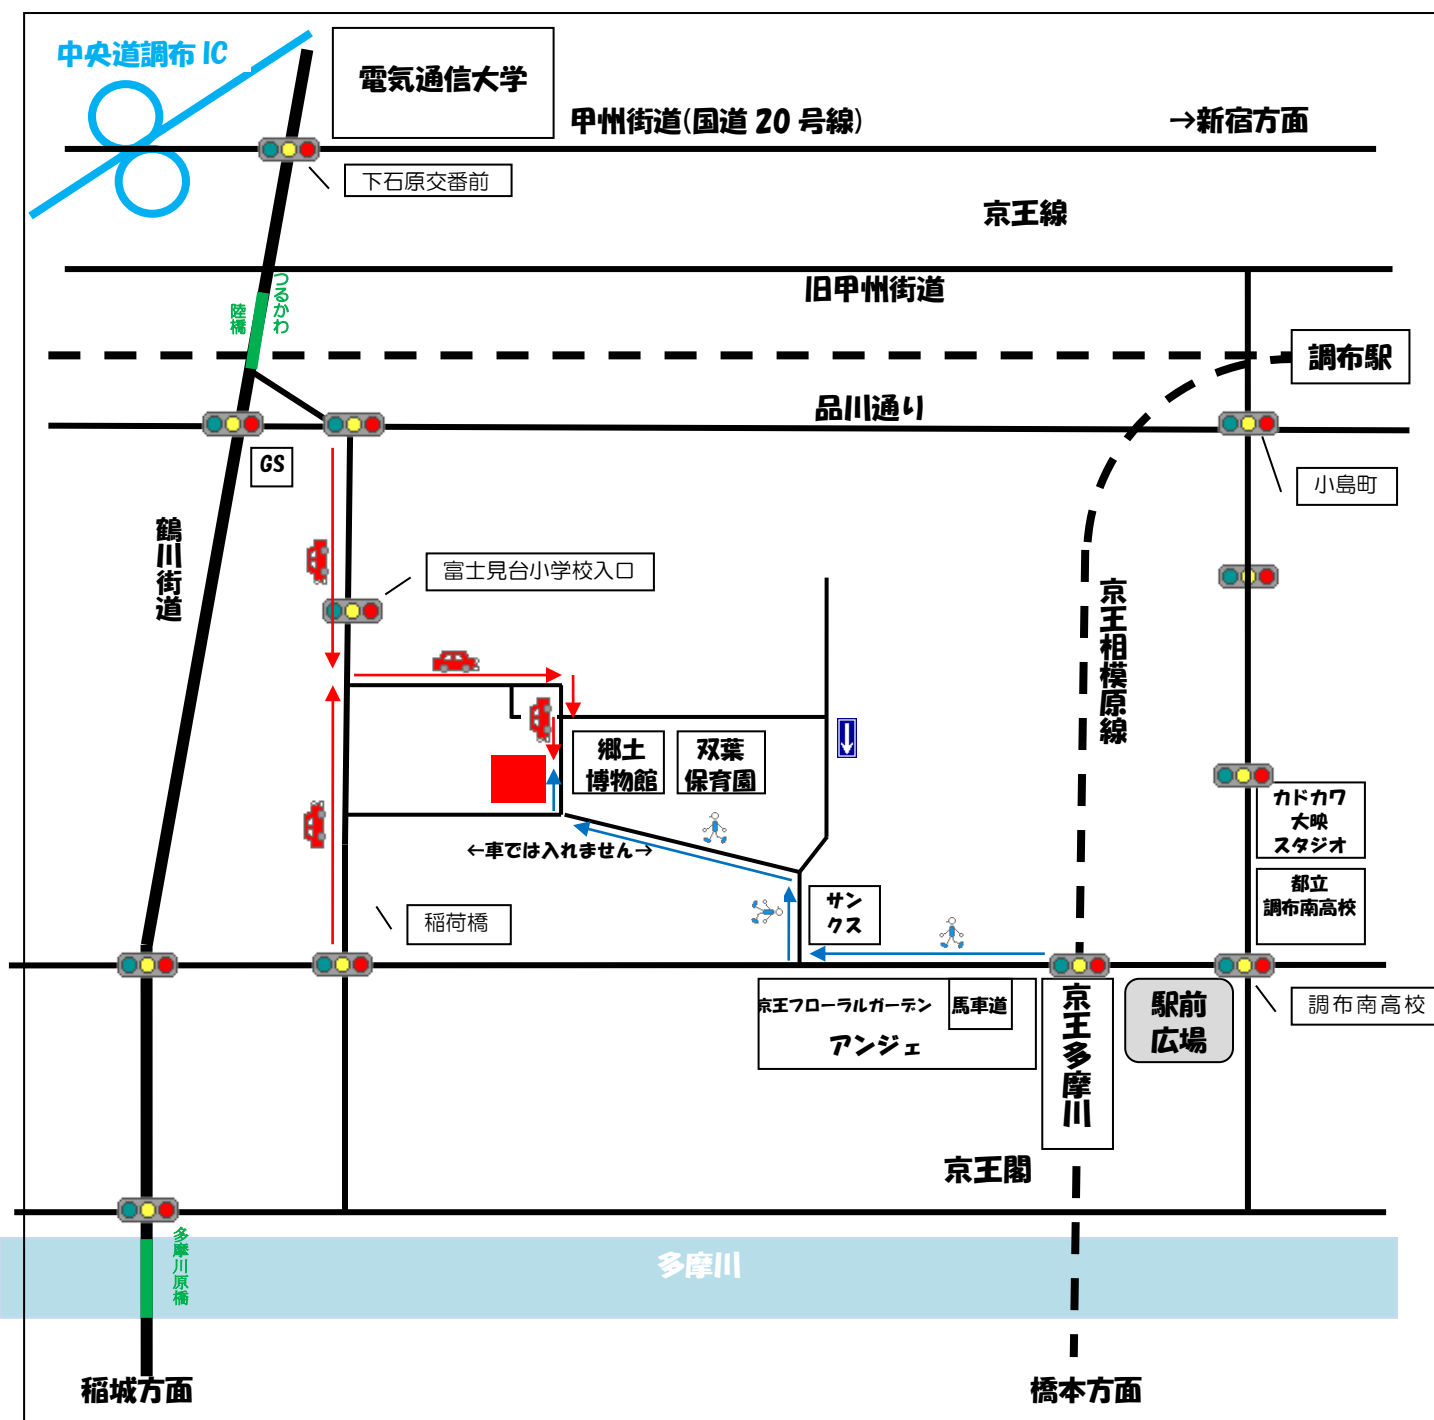 中央道調布IC
電気通信大学
甲州街道(国道20号線)
→新宿方面
下石原交番前
京王線
つるかわ
陸橋
旧甲州街道
調布駅
品川通り
GS
小島町
鶴川街道
富士見台小学校入口
京王相模原線
郷土
博物館
双葉
保育園
カドカワ
大映
スタジオ
←車では入れません→
都立
調布南高校
サン
クス
稲荷橋
京王フローラルガーデン
アンジェ
馬車道
京王多摩川
駅前
広場
調布南高校
京王閣
多摩川原橋
多摩川
稲城方面
橋本方面